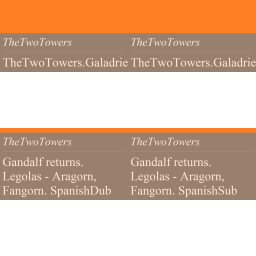 TheTwoTowers TheTwoTowers
TheTwoTowers.Galadrie TheTwoTowers.Galadrie
TheTwoTowers TheTwoTowers
Gandalf returns. Gandalf returns.
Legolas - Aragorn, Legolas - Aragorn,
Fangorn. SpanishDub Fangorn. SpanishSub